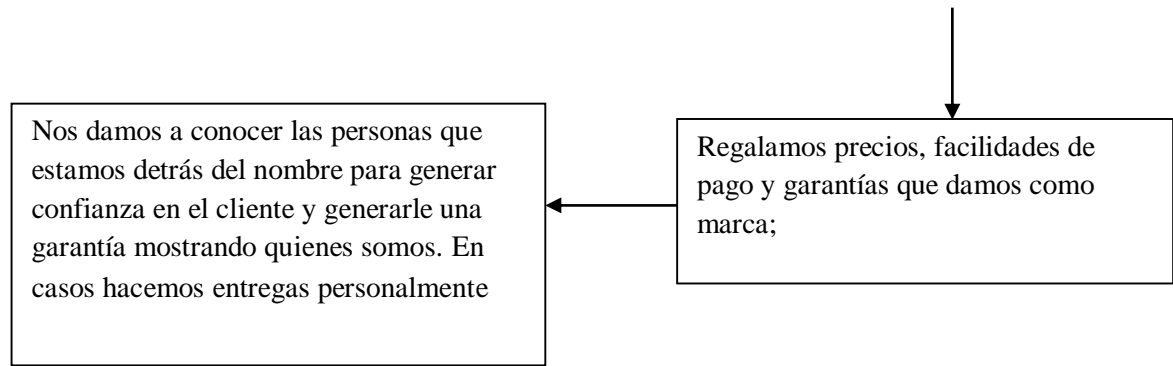 Nos damos a conocer las personas que
estamos detrás del nombre para generar
confianza en el cliente y generarle una
garantía mostrando quienes somos. En
casos hacemos entregas personalmente
Regalamos precios, facilidades de
pago y garantías que damos como
marca;